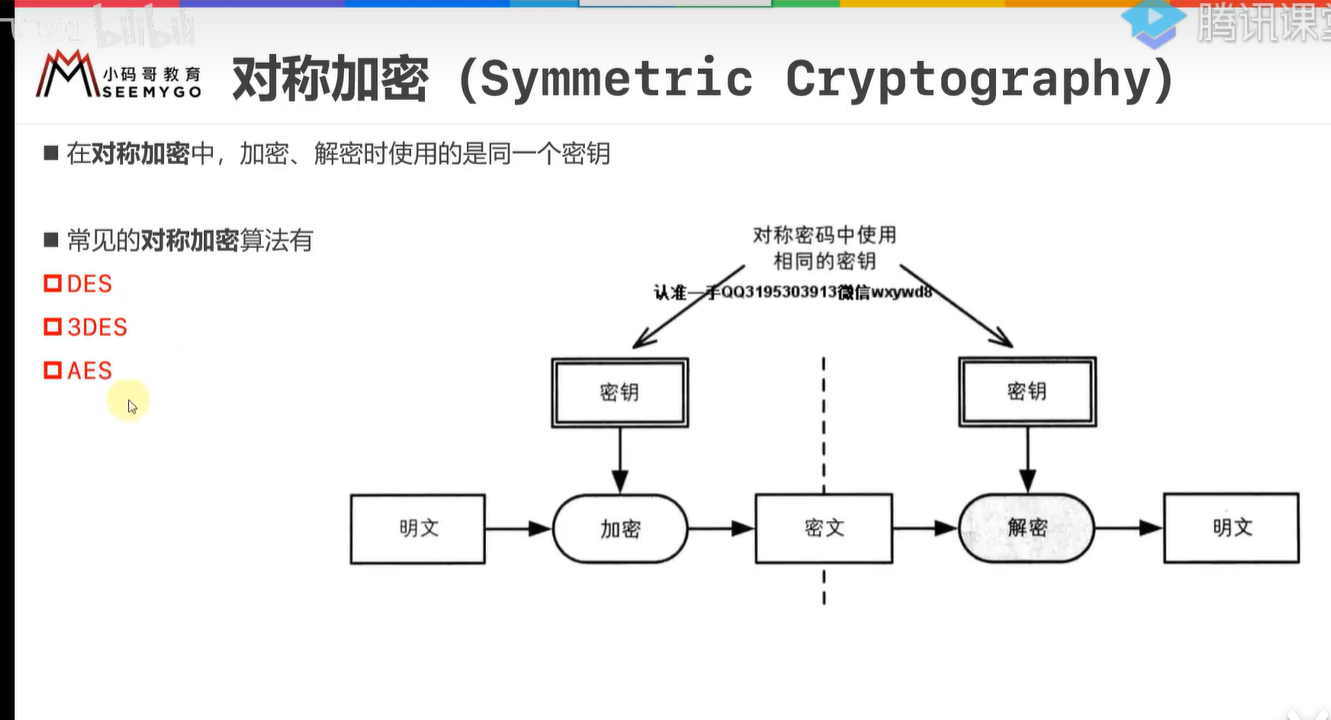 bilibili
腾讯课堂
小码哥教育
SEEMYGO
对称加密 (Symmetric Cryptography)
■ 在对称加密中，加密、解密时使用的是同一个密钥
■ 常见的对称加密算法有
DES
3DES
AES
对称密码中使用
相同的密钥
认准一手QQ3195303913微信wxywd8
密钥
密钥
明文
加密
密文
解密
明文